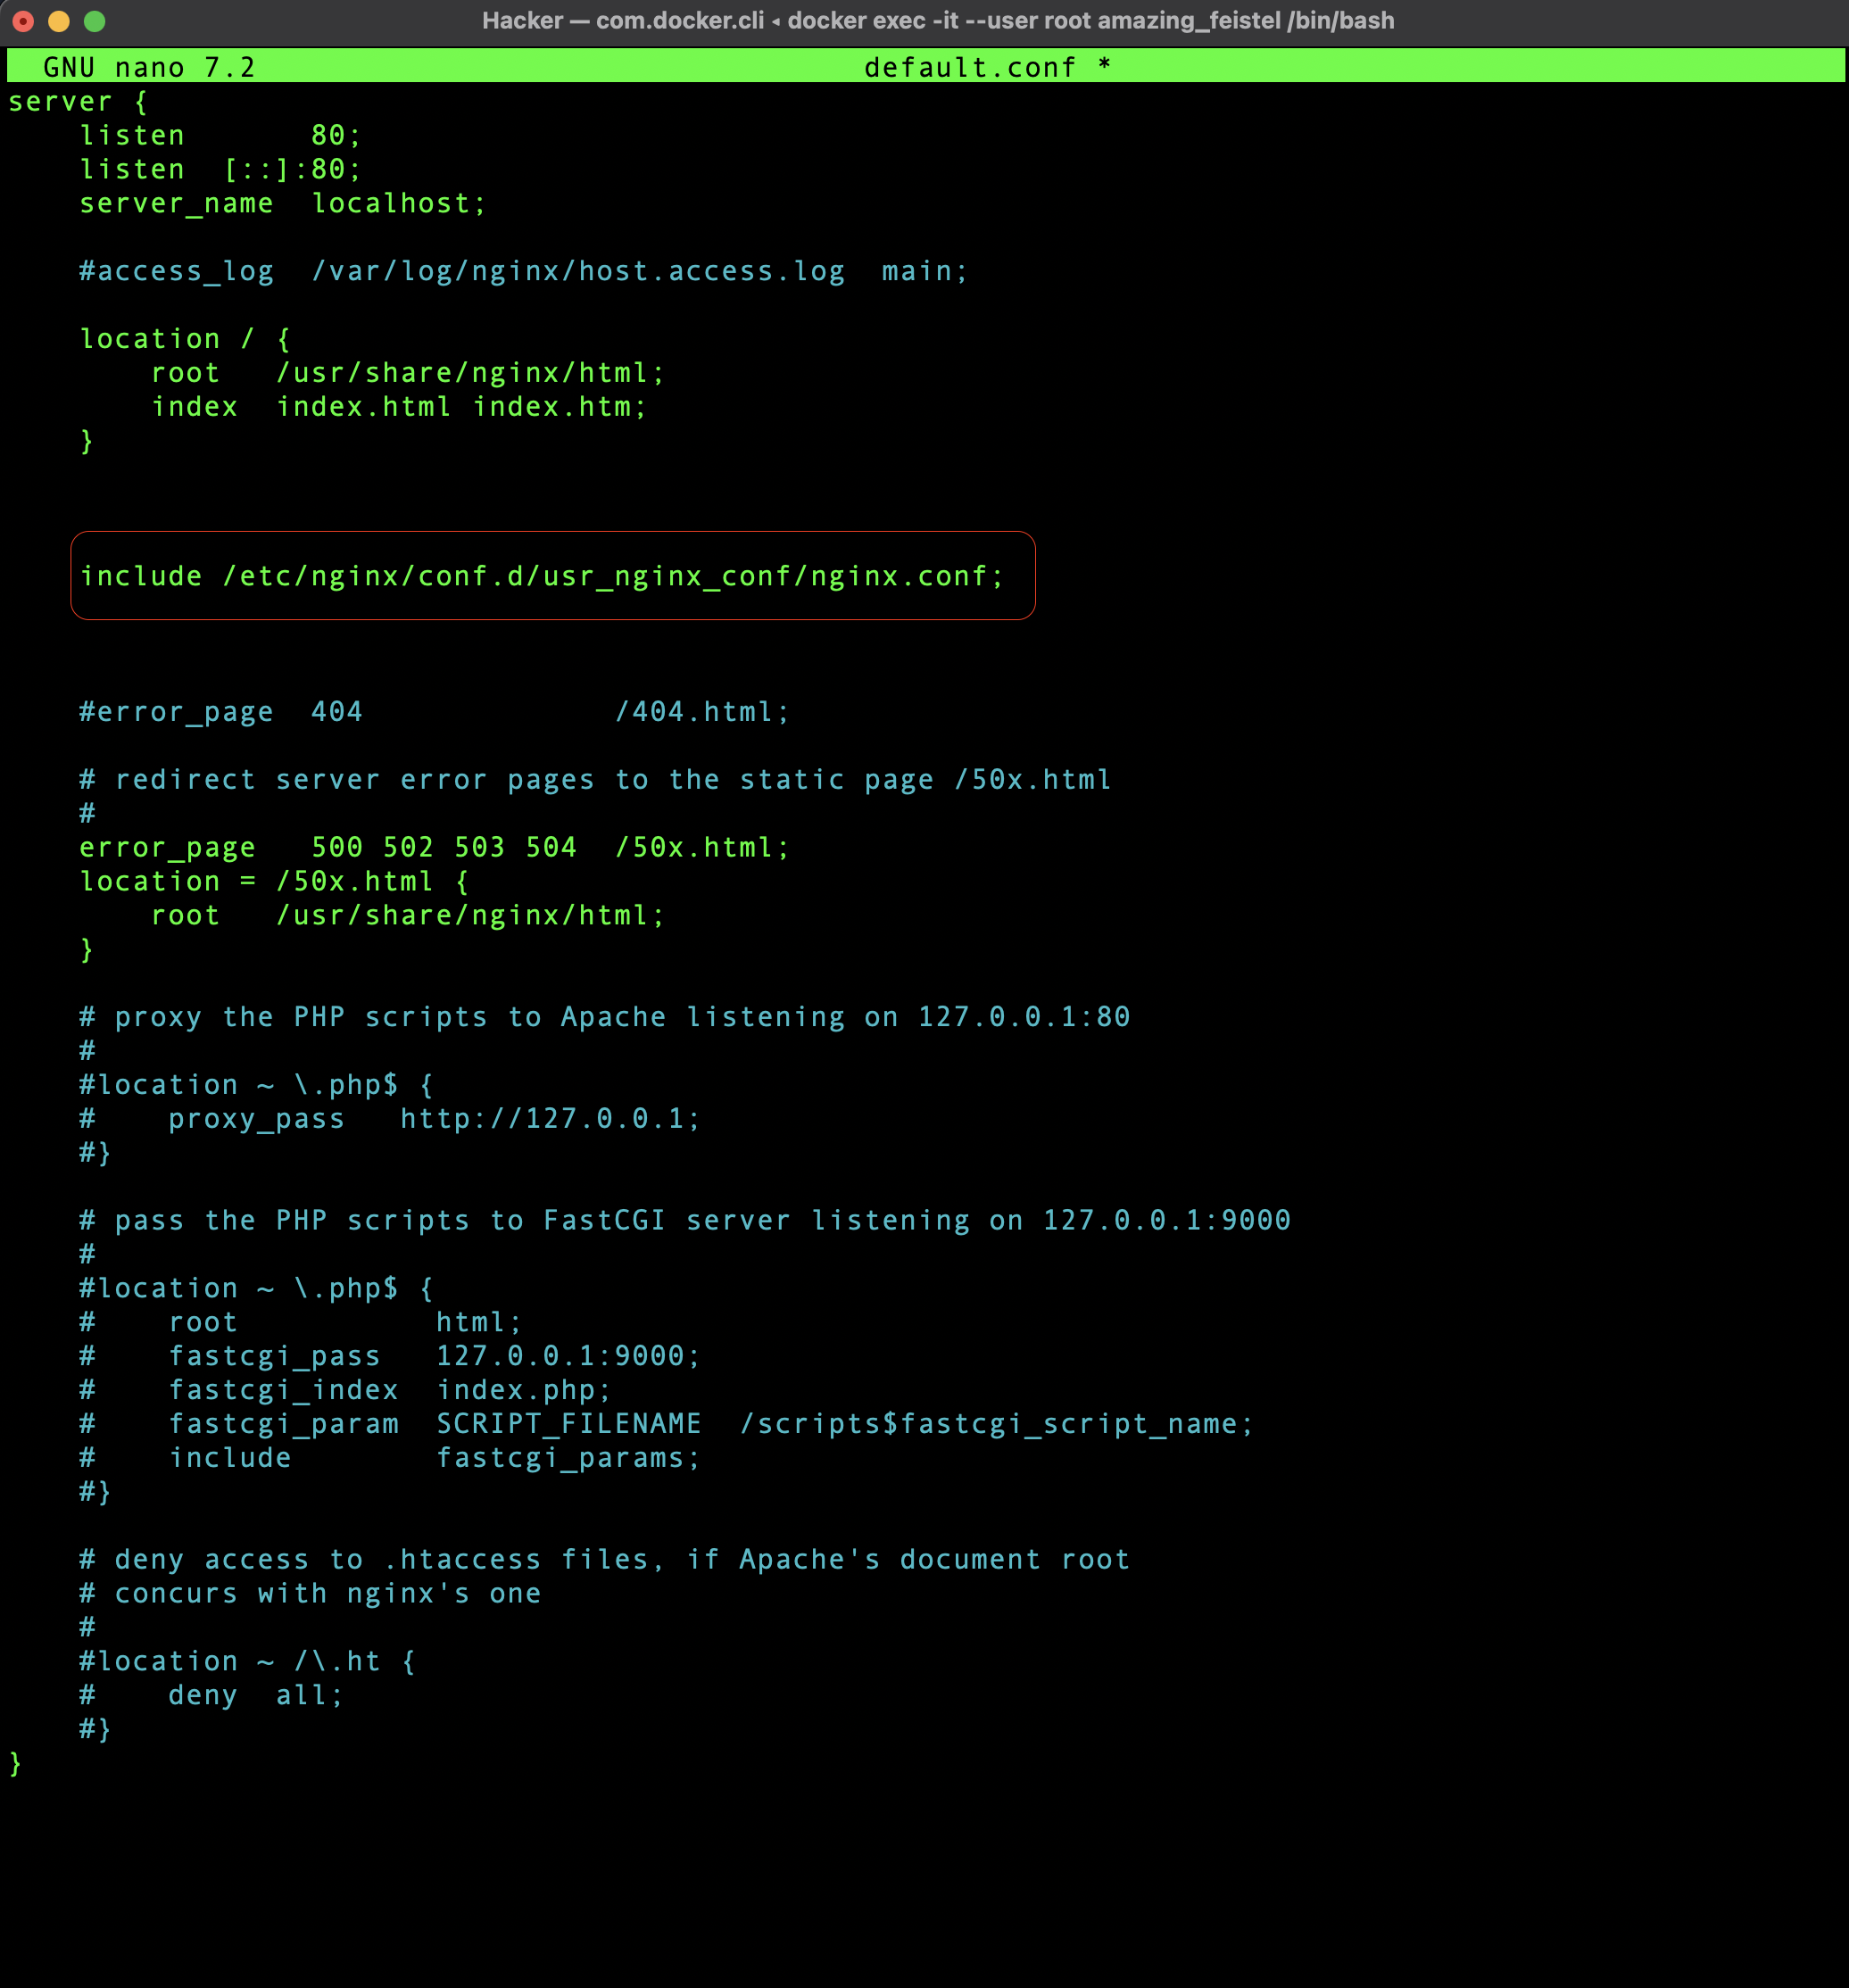 Hacker — com.docker.cli ◂ docker exec -it --user root amazing_feistel /bin/bash
GNU nano 7.2 default.conf *
server {
    listen       80;
    listen  [::]:80;
    server_name  localhost;
    #access_log  /var/log/nginx/host.access.log  main;
    location / {
        root   /usr/share/nginx/html;
        index  index.html index.htm;
    }
    include /etc/nginx/conf.d/usr_nginx_conf/nginx.conf;
    #error_page  404              /404.html;
    # redirect server error pages to the static page /50x.html
    #
    error_page   500 502 503 504  /50x.html;
    location = /50x.html {
        root   /usr/share/nginx/html;
    }
    # proxy the PHP scripts to Apache listening on 127.0.0.1:80
    #
    #location ~ \.php$ {
    #    proxy_pass   http://127.0.0.1;
    #}
    # pass the PHP scripts to FastCGI server listening on 127.0.0.1:9000
    #
    #location ~ \.php$ {
    #    root           html;
    #    fastcgi_pass   127.0.0.1:9000;
    #    fastcgi_index  index.php;
    #    fastcgi_param  SCRIPT_FILENAME  /scripts$fastcgi_script_name;
    #    include        fastcgi_params;
    #}
    # deny access to .htaccess files, if Apache's document root
    # concurs with nginx's one
    #
    #location ~ /\.ht {
    #    deny  all;
    #}
}